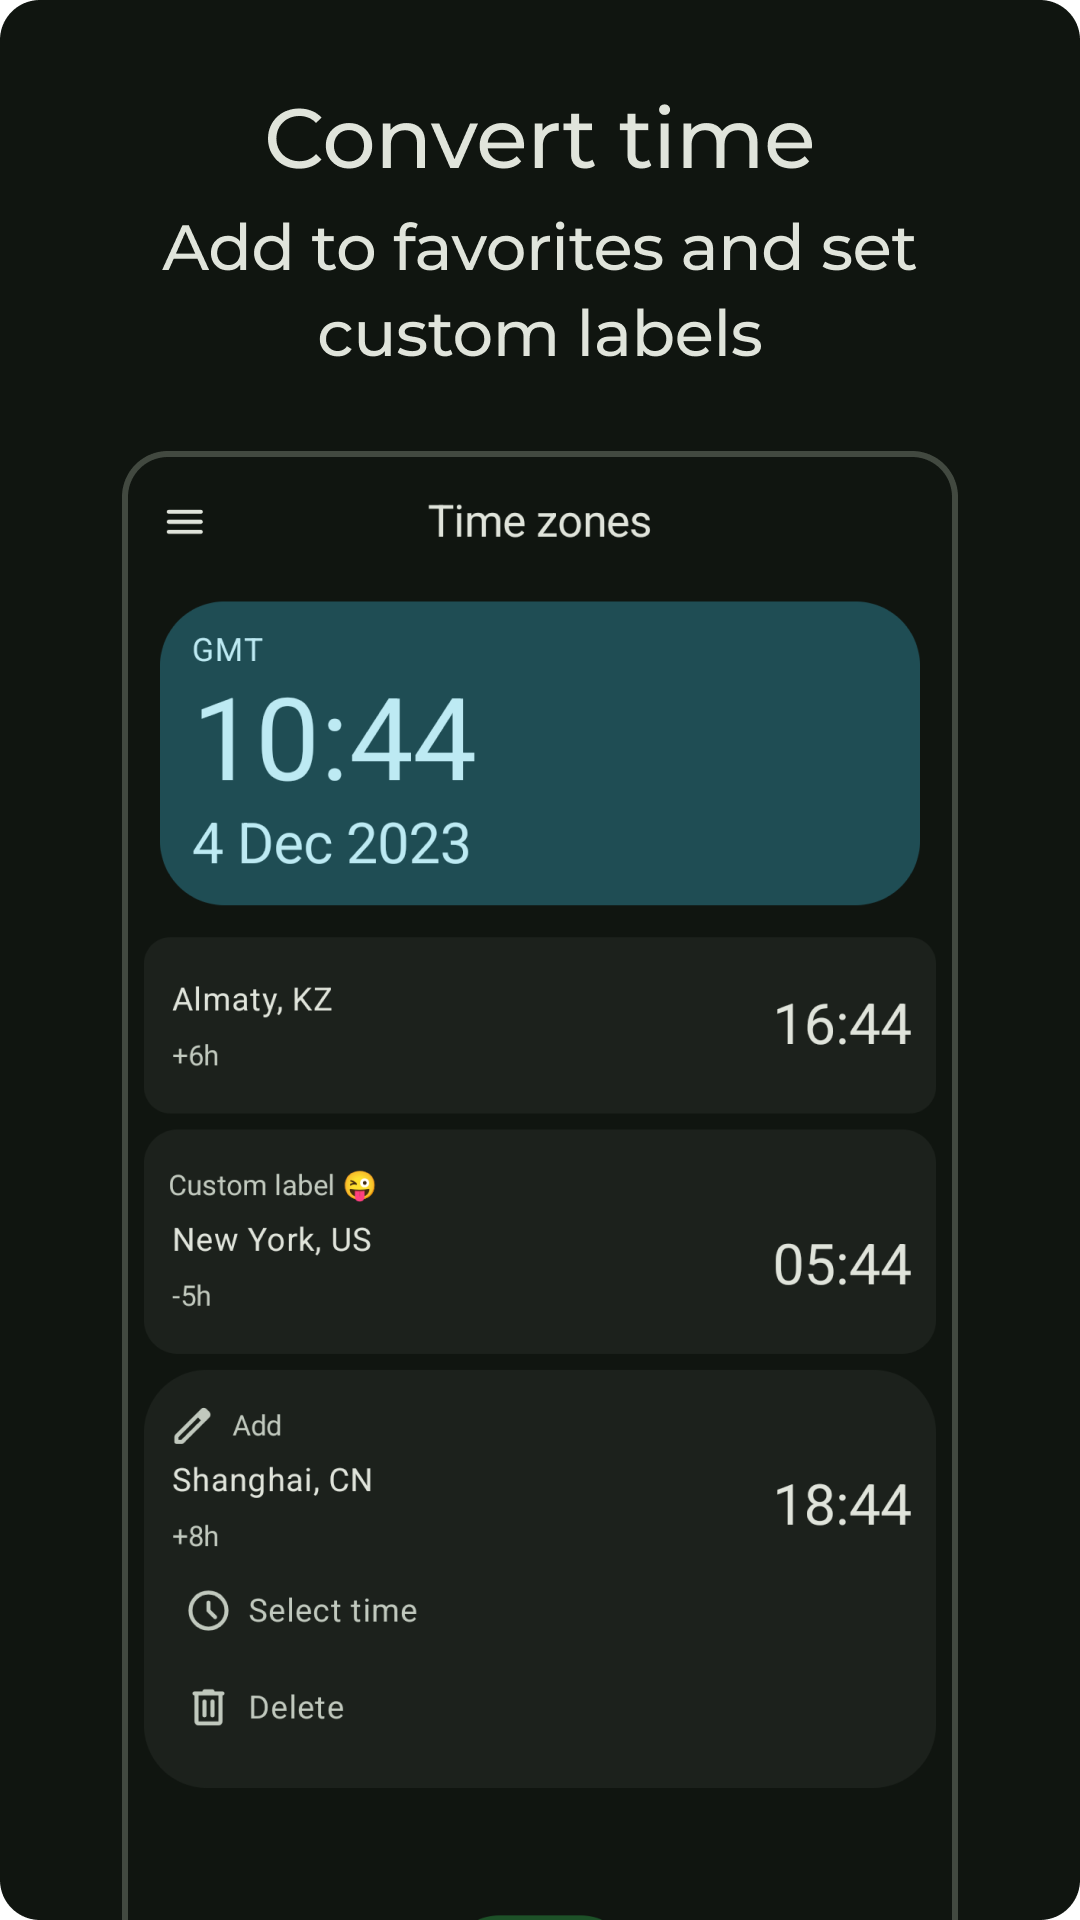 Convert time
Add to favorites and set
custom labels
Time zones
GMT
10:44
4 Dec 2023
Almaty, KZ
16:44
+6h
Custom label 😜
New York, US
05:44
-5h
Add
Shanghai, CN
18:44
+8h
Select time
Delete